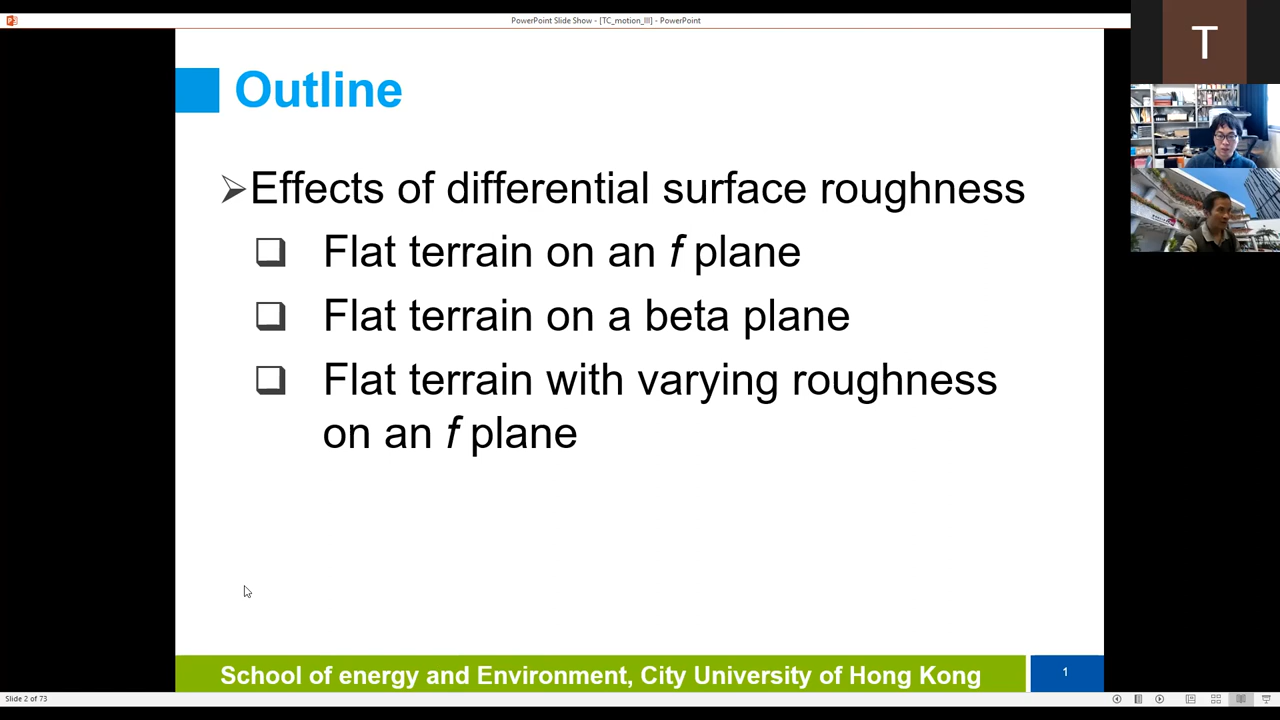 PowerPoint Slide Show - [TC_motion_III] - PowerPoint
T
Outline
Effects of differential surface roughness
Flat terrain on an f plane
Flat terrain on a beta plane
Flat terrain with varying roughness
on an f plane
School of energy and Environment, City University of Hong Kong
1
Slide 2 of 73